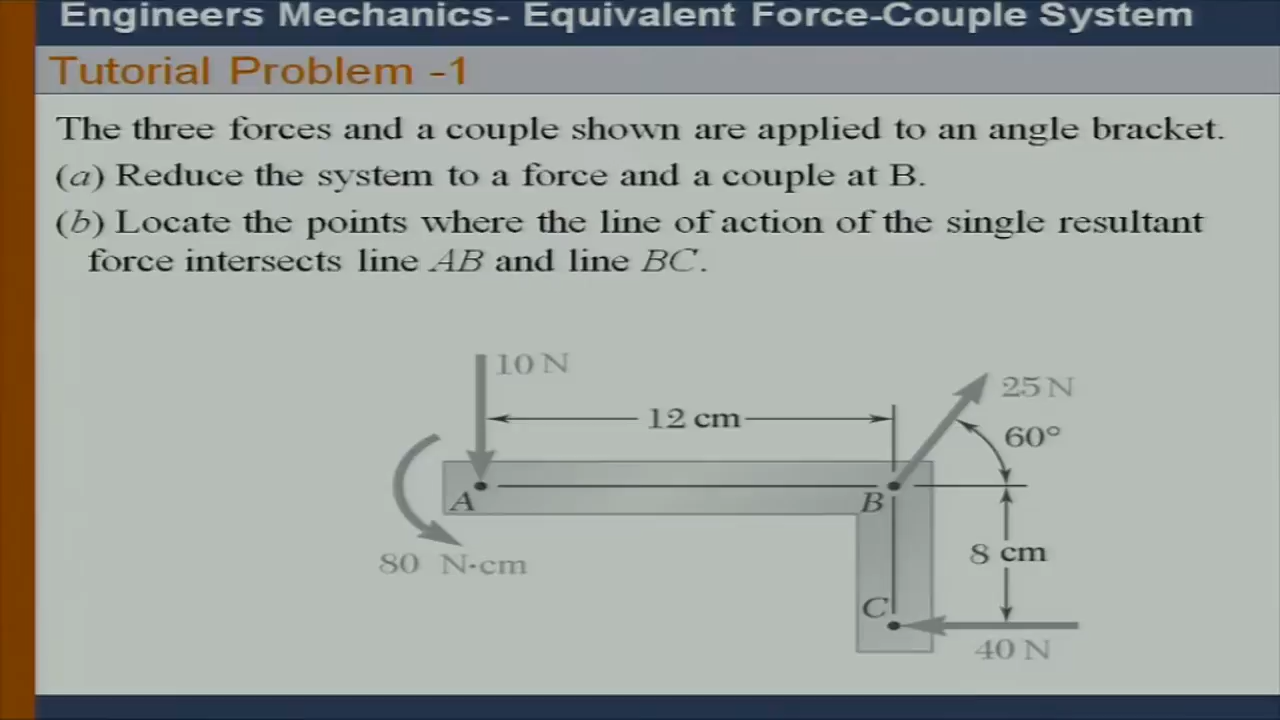 Engineers Mechanics- Equivalent Force-Couple System
Tutorial Problem -1
The three forces and a couple shown are applied to an angle bracket.
(a) Reduce the system to a force and a couple at B.
(b) Locate the points where the line of action of the single resultant
force intersects line AB and line BC.
10 N
25 N
12 cm
60°
A
B
80 N·cm
8 cm
C
40 N